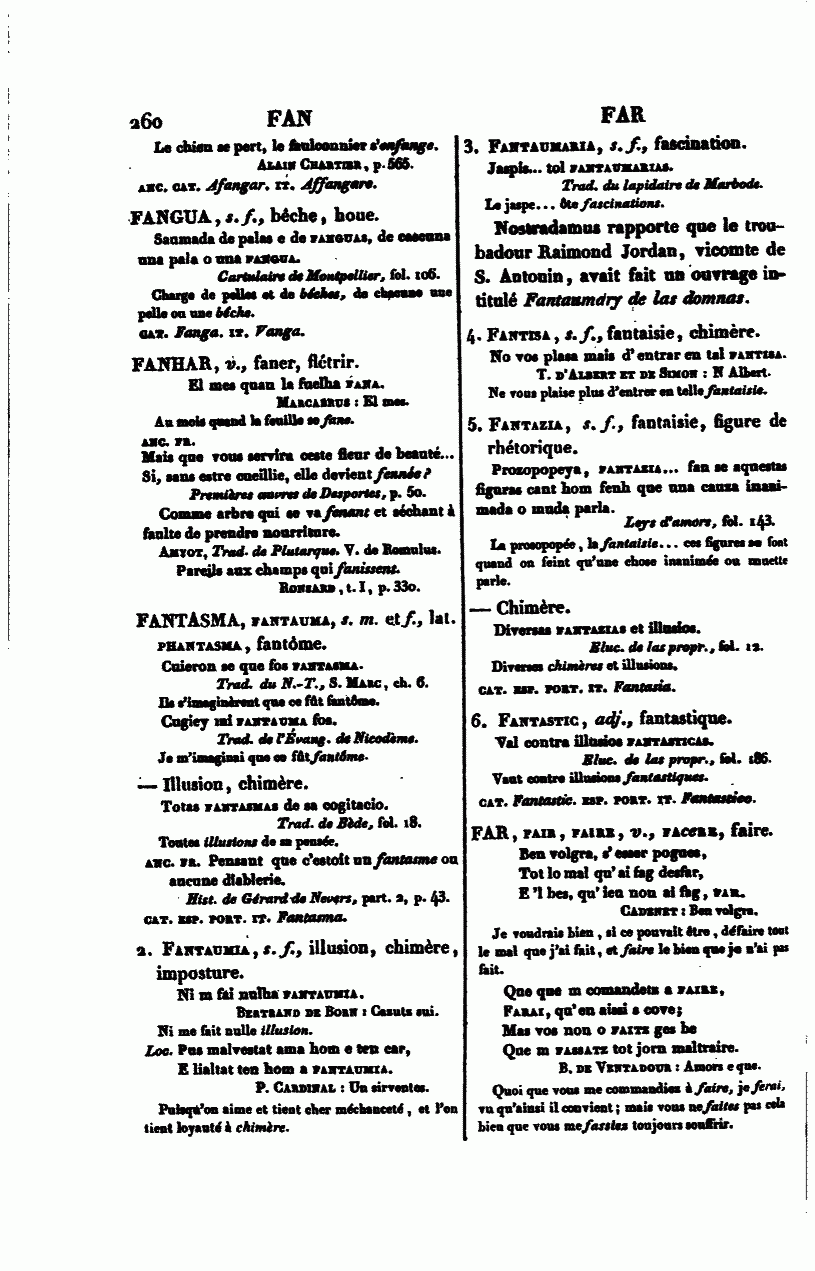 260 FAN
Le chien se pert, le faulconnier s'enfange.
ALAIN CHARTIER, p. 565.
ANC. CAT. Afangar. IT. Affangare.
FANGUA, s. f., bêche, houe.
Saumada de palas e de FANGUAS, de cascuna
una pala o una FANGUA.
Cartulaire de Montpellier, fol. 106.
Charge de pelles et de bêches, de chacune une
pelle ou une bêche.
CAT. Fanga. IT. Vanga.
FANHAR, v., faner, flétrir.
El mes quan la fuelha FANA.
MARCABRUS : El mes.
Au mois quand la feuille se fane.
ANC. FR.
Mais que vous servira ceste fleur de beauté...
Si, sans estre cueillie, elle devient fennée?
Premières œuvres de Desportes, p. 50.
Comme arbre qui se va fenant et séchant à
faulte de prendre nourriture.
AMYOT, Trad. de Plutarque. V. de Romulus.
Pareils aux champs qui fanissent.
RONSARD, t. I, p. 330.
FANTASMA, FANTAUMA, s. m. et f., lat.
PHANTASMA, fantôme.
Cuieron se que fos FANTASMA.
Trad. du N.-T., S. MARC, ch. 6.
Ils s'imaginèrent que ce fût fantôme.
Cugiey mi FANTAUMA fos.
Trad. de l'Évang. de Nicodème.
Je m'imaginai que ce fût fantôme.
— Illusion, chimère.
Totas FANTASMAS de sa cogitacio.
Trad. de Bède, fol. 18.
Toutes illusions de sa pensée.
ANC. FR. Pensant que c'estoit un fantasme ou
aucune diablerie.
Hist. de Gérard de Nevers, part. 2, p. 43.
CAT. ESP. PORT. IT. Fantasma.
2. FANTAUMIA, s. f., illusion, chimère,
imposture.
Ni m fai nulha FANTAUMIA.
BERTRAND DE BORN : Cazutz sui.
Ni me fait nulle illusion.
Loc. Pus malvestat ama hom e ten car,
E lialtat ten hom a FANTAUMIA.
P. CARDINAL : Un sirventes.
Puisqu'on aime et tient cher méchanceté, et l'on
tient loyauté à chimère.
FAR
3. FANTAUMARIA, s. f., fascination.
Jaspis... tol FANTAUMARIAS.
Trad. du lapidaire de Marbode.
Le jaspe... ôte fascinations.
Nostradamus rapporte que le trou-
badour Raimond Jordan, vicomte de
S. Antonin, avait fait un ouvrage in-
titulé Fantaumary de las domnas.
4. FANTISA, s. f., fantaisie, chimère.
No vos plasa mais d'entrar en tal FANTISA.
T. D'ALBERT ET DE SIMON : N Albert.
Ne vous plaise plus d'entrer en telle fantaisie.
5. FANTAZIA, s. f., fantaisie, figure de
rhétorique.
Prozopopeya, FANTAZIA... fan se aquestas
figuras cant hom fenh que una causa inani-
mada o muda parla.
Leys d'amors, fol. 143.
La prosopopée, la fantaisie... ces figures se font
quand on feint qu'une chose inanimée ou muette
parle.
— Chimère.
Diversas FANTAZIAS et illusios.
Eluc. de las propr., fol. 12.
Diverses chimères et illusions.
CAT. ESP. PORT. IT. Fantasia.
6. FANTASTIC, adj., fantastique.
Val contra illusios FANTASTICAS.
Eluc. de las propr., fol. 186.
Vaut contre illusions fantastiques.
CAT. Fantastic. ESP. PORT. IT. Fantastico.
FAR, FAIR, FAIRE, v., FACERE, faire.
Ben volgra, s'esser pogues,
Tot lo mal qu'ai fag desfar,
E 'l bes, qu'ieu non ai fag, FAR.
CADENET : Ben volgra.
Je voudrais bien, si ce pouvait être, défaire tout
le mal que j'ai fait, et faire le bien que je n'ai pas
fait.
Que que m comandetz a FAIRE,
FARAI, qu'en aissi s cove;
Mas vos non o FAITZ ges be
Que m FASSATZ tot jorn maltraire.
B. DE VENTADOUR : Amors e que.
Quoi que vous me commandiez à faire, je ferai,
vu qu'ainsi il convient; mais vous ne faites pas cela
bien que vous me fassiez toujours souffrir.